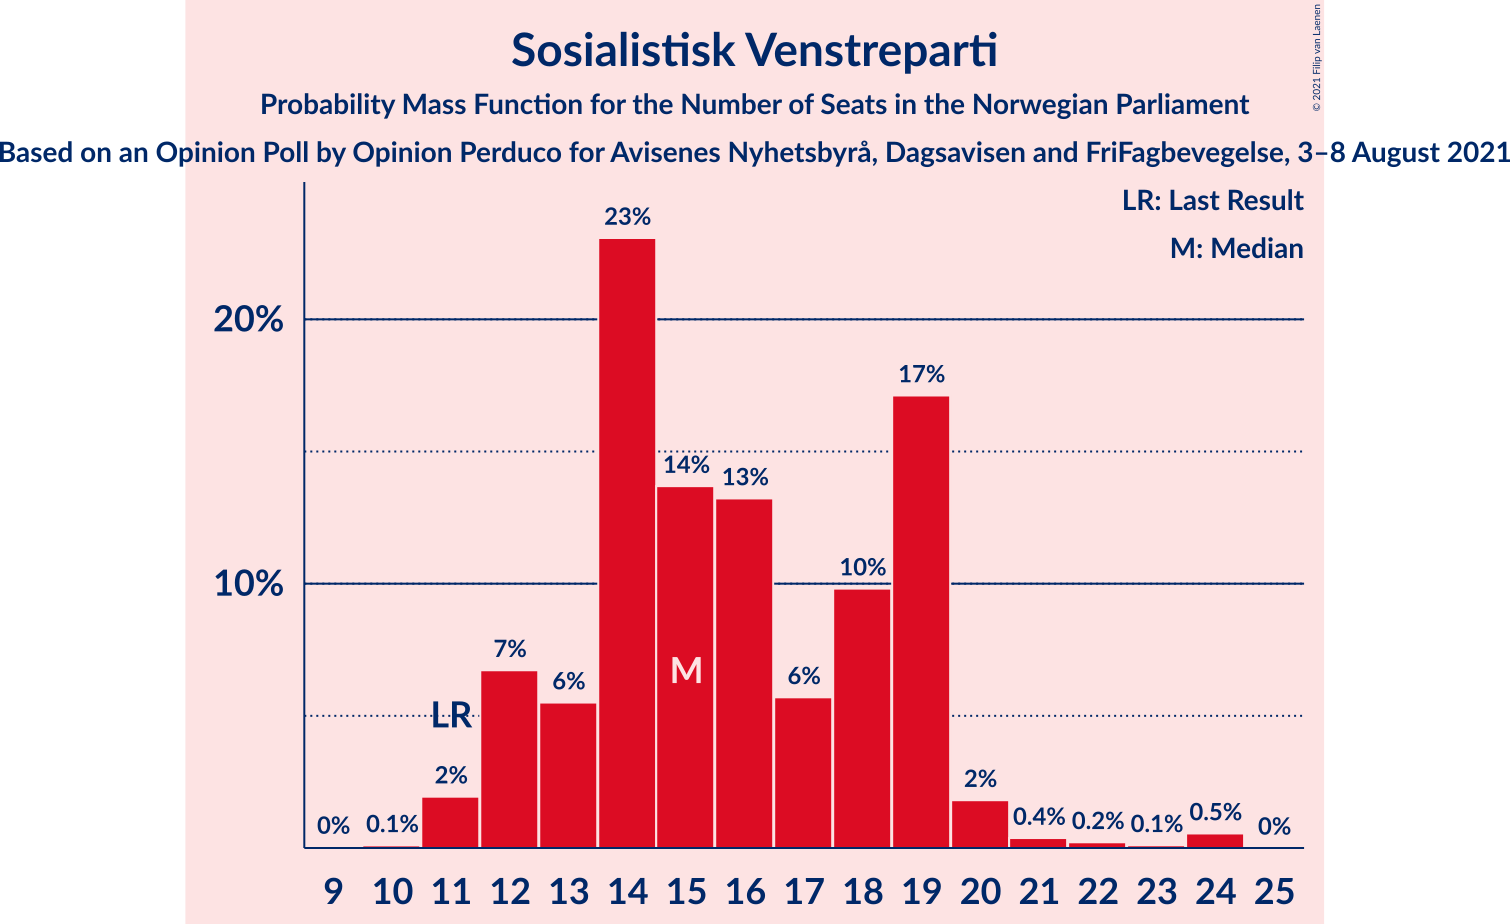 Sosialistisk Venstreparti
Probability Mass Function for the Number of Seats in the Norwegian Parliament
Based on an Opinion Poll by Opinion Perduco for Avisenes Nyhetsbyrå, Dagsavisen and FriFagbevegelse, 3–8 August 2021
© 2021 Filip van Laenen
LR: Last Result
M: Median
23%
20%
17%
14%
13%
10%
10%
7%
6%
M
6%
LR
2%
2%
0%
0.1%
0.4%
0.2%
0.1%
0.5%
0%
9 10 11 12 13 14 15 16 17 18 19 20 21 22 23 24 25